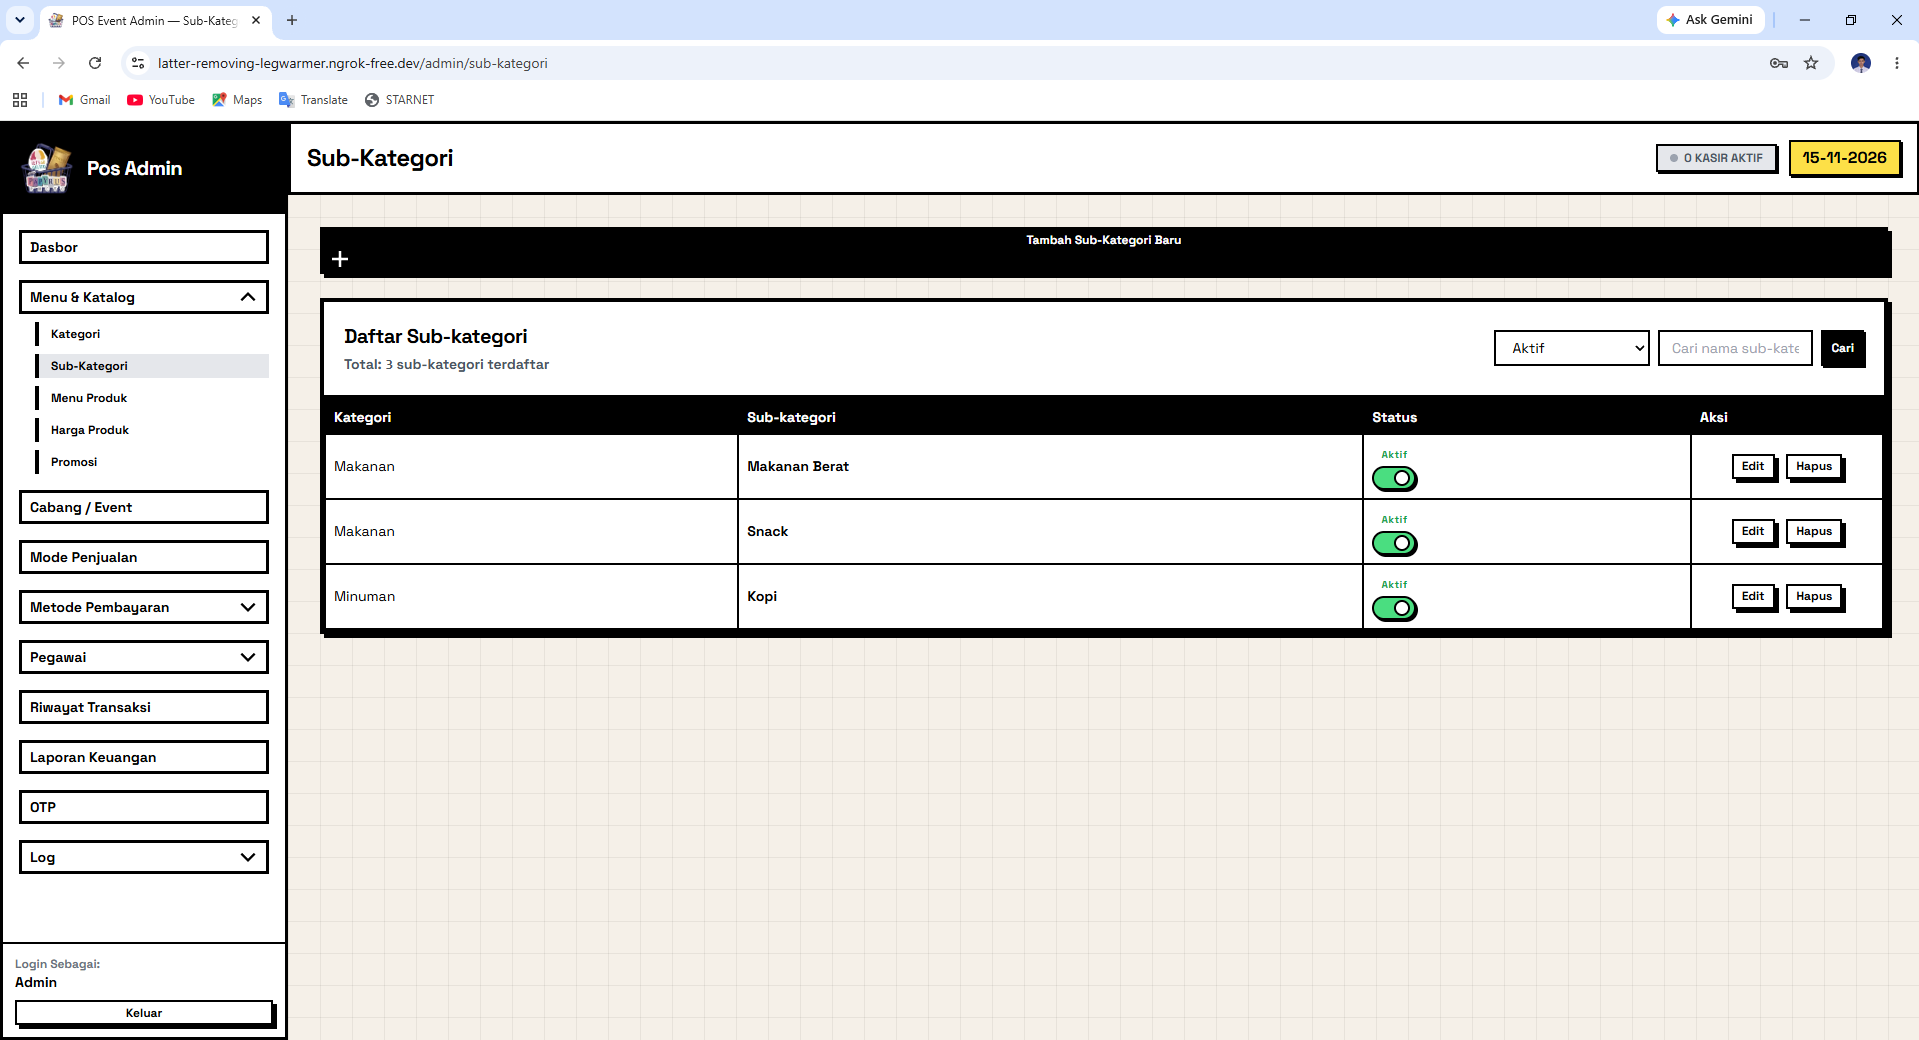 POS Event Admin — Sub-Kateg
Ask Gemini
latter-removing-legwarmer.ngrok-free.dev/admin/sub-kategori
Gmail
YouTube
Maps
Translate
STARNET
Pos Admin
Sub-Kategori
0 KASIR AKTIF
15-11-2026
Dasbor
Menu & Katalog
Kategori
Sub-Kategori
Menu Produk
Harga Produk
Promosi
Cabang / Event
Mode Penjualan
Metode Pembayaran
Pegawai
Riwayat Transaksi
Laporan Keuangan
OTP
Log
Login Sebagai:
Admin
Keluar
Tambah Sub-Kategori Baru
Daftar Sub-kategori
Total: 3 sub-kategori terdaftar
Aktif
Cari nama sub-kate
Cari
Kategori Sub-kategori Status Aksi
Makanan Makanan Berat Aktif Edit Hapus
Makanan Snack Aktif Edit Hapus
Minuman Kopi Aktif Edit Hapus